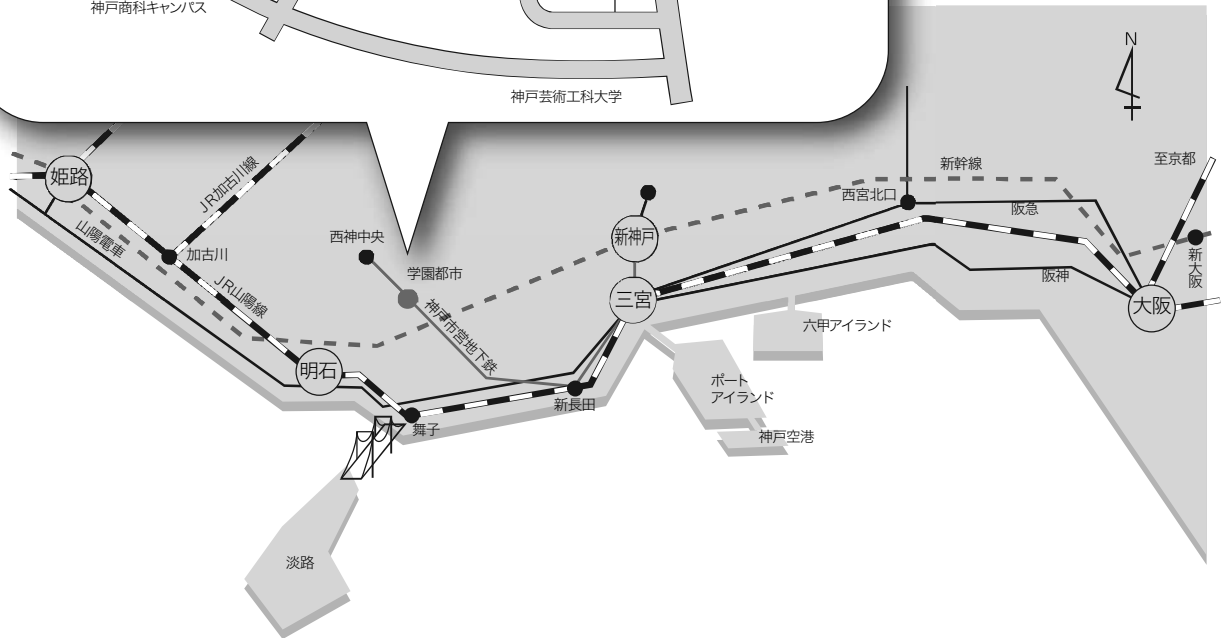 神戸商科キャンパス
神戸芸術工科大学
N
至京都
新幹線
姫路
JR加古川線
西宮北口
阪急
山陽電車
加古川
西神中央
新神戸
新大阪
学園都市
阪神
JR山陽線
神戸市営地下鉄
三宮
大阪
六甲アイランド
明石
ポート
アイランド
新長田
舞子
神戸空港
淡路